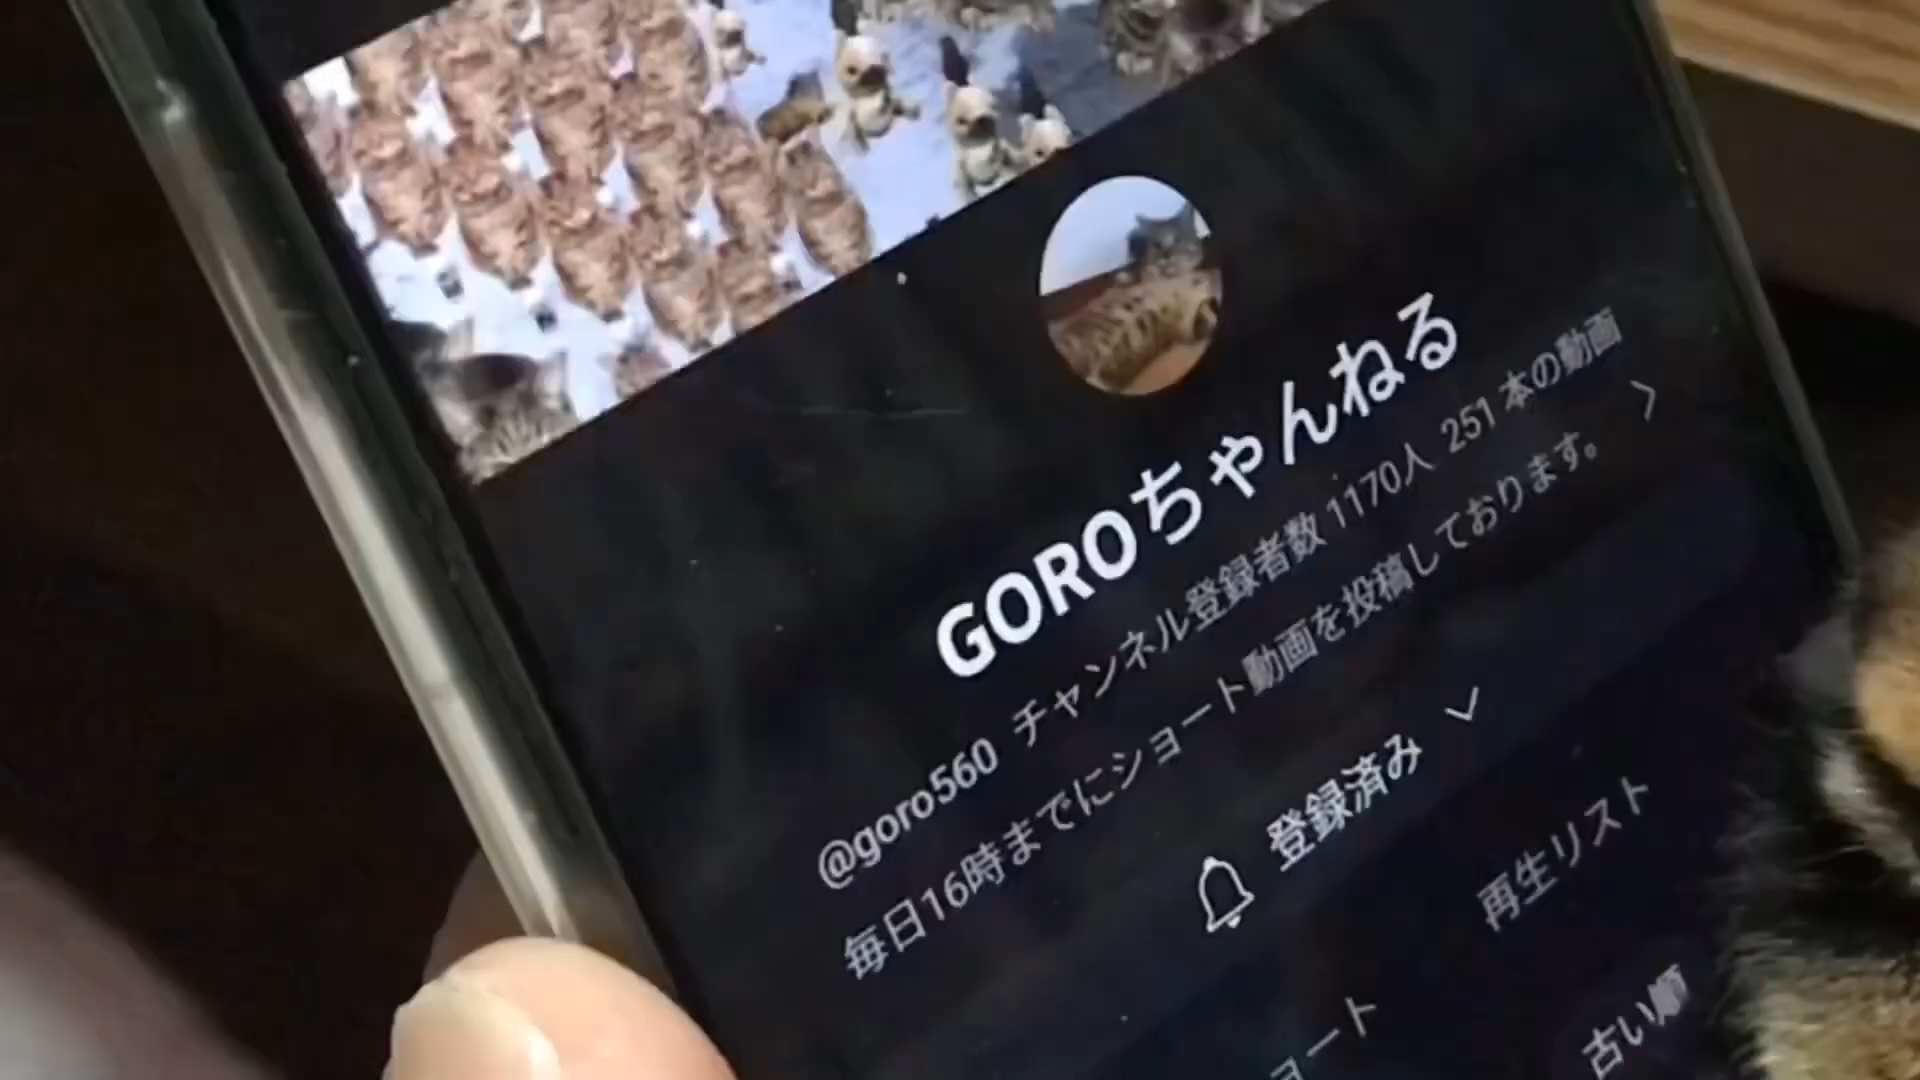 GOROちゃんねる
@goro560 チャンネル登録者数 1170人 251 本の動画
毎日16時までにショート動画を投稿しております。
登録済み
ョート
再生リスト
古い順